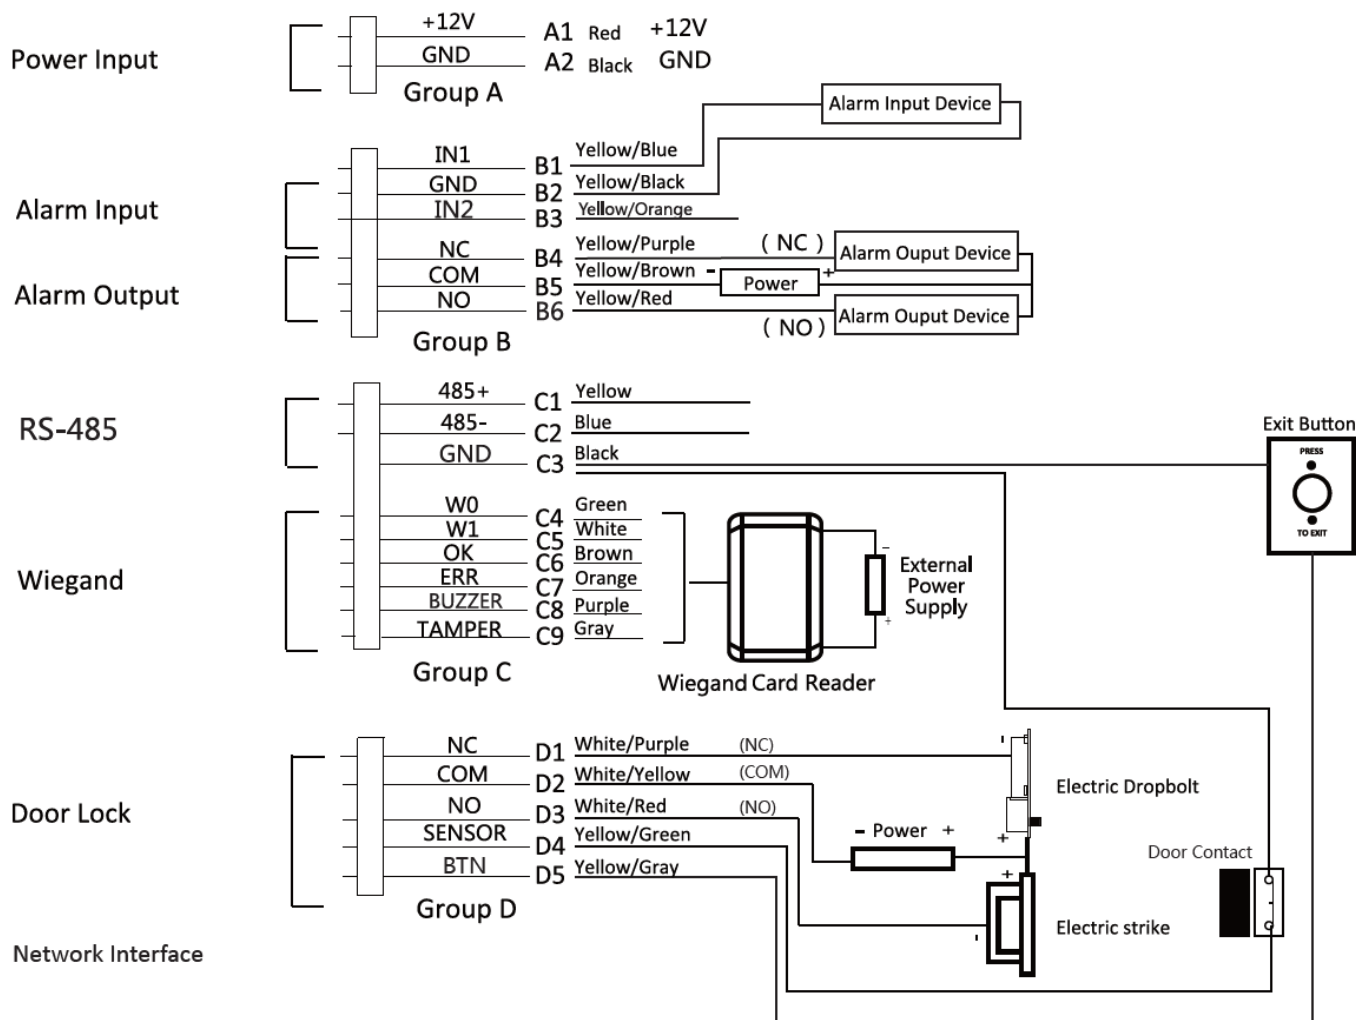 Power Input
+12V A1 Red +12V
GND A2 Black GND
Group A
Alarm Input Device
IN1 B1 Yellow/Blue
GND B2 Yellow/Black
Alarm Input
IN2 B3 Yellow/Orange
NC B4 Yellow/Purple ( NC ) Alarm Ouput Device
Alarm Output
COM B5 Yellow/Brown - Power +
NO B6 Yellow/Red ( NO ) Alarm Ouput Device
Group B
RS-485
485+ C1 Yellow
485- C2 Blue
GND C3 Black
Exit Button
PRESS
TO EXIT
Wiegand
W0 C4 Green
W1 C5 White
OK C6 Brown
ERR C7 Orange
BUZZER C8 Purple
TAMPER C9 Gray
Group C
-
External
Power
Supply
+
Wiegand Card Reader
Door Lock
NC D1 White/Purple (NC) -
COM D2 White/Yellow (COM)
NO D3 White/Red (NO)
SENSOR D4 Yellow/Green
BTN D5 Yellow/Gray
Group D
Electric Dropbolt
- Power + +
Door Contact
+
Electric strike
-
Network Interface